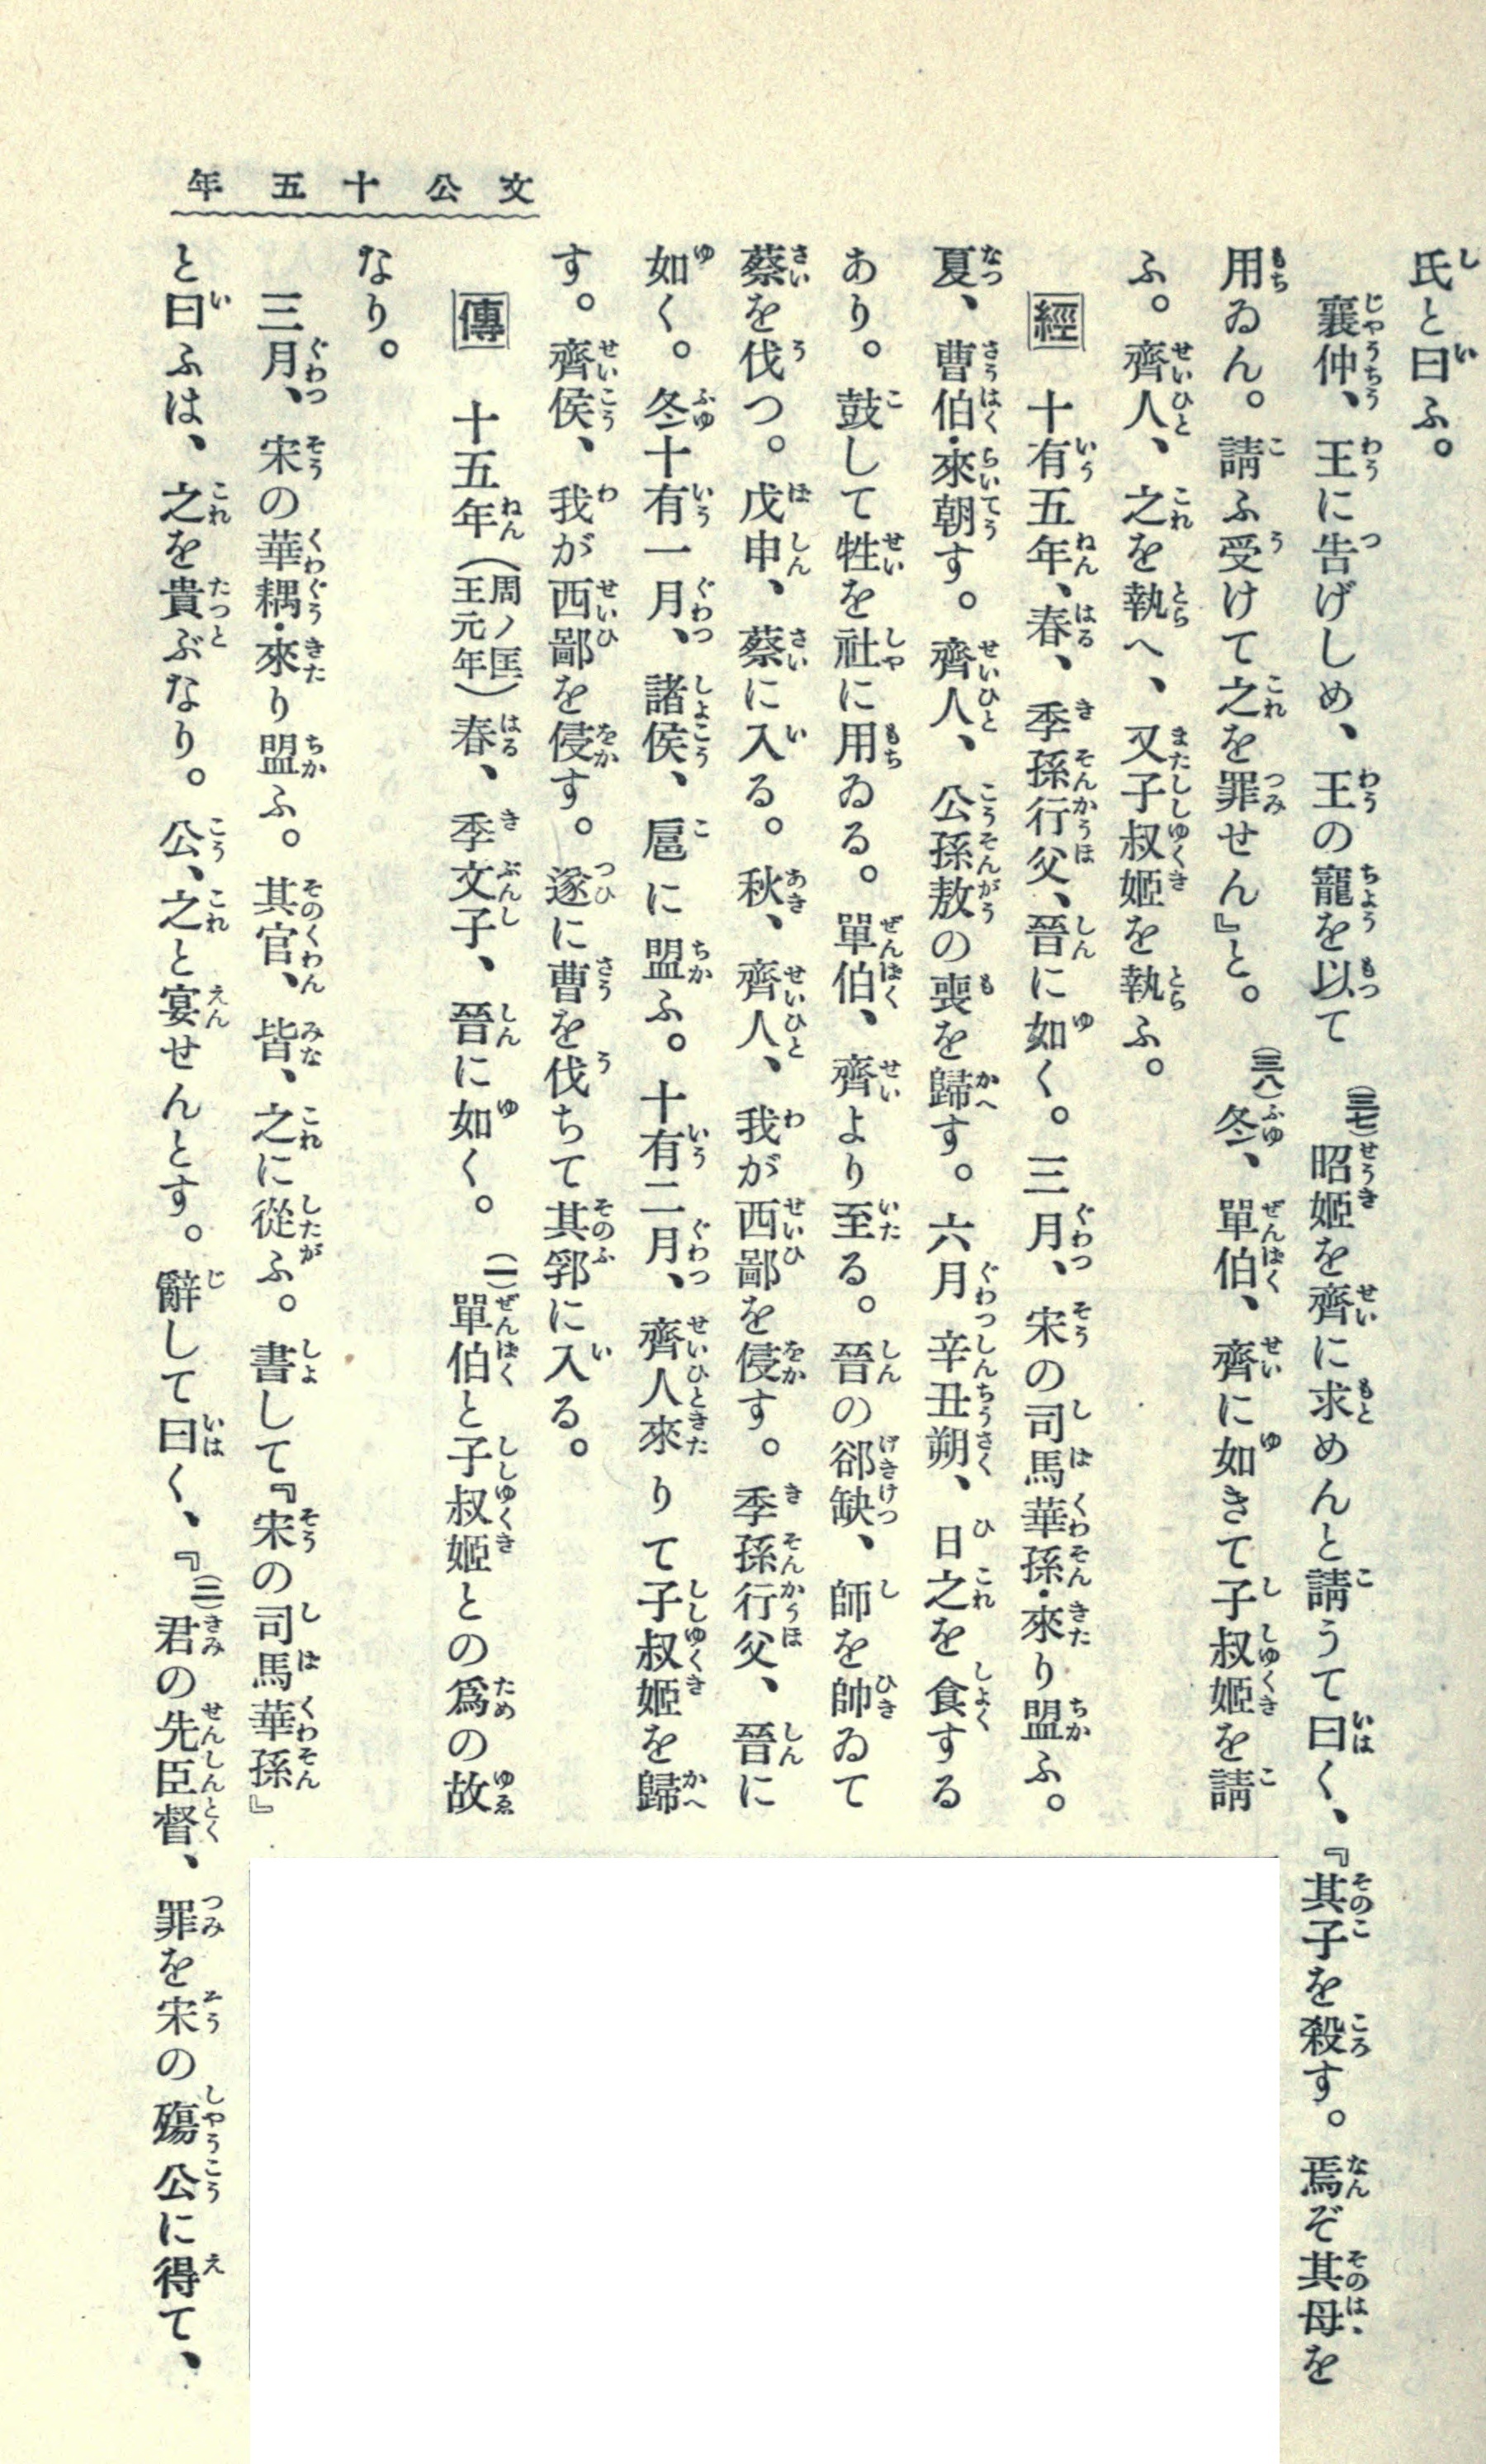 文公十五年
氏と曰ふ。
襄仲、王に告げしめ、王の寵を以て(三七)昭姬を齊に求めんと請うて曰く、『其子を殺す。焉ぞ其母を
用ゐん。請ふ受けて之を罪せん』と。(三八)冬、單伯、齊に如きて子叔姬を請
ふ。齊人、之を執へ、又子叔姬を執ふ。
經 十有五年、春、季孫行父、晉に如く。三月、宋の司馬華孫・來り盟ふ。
夏、曹伯・來朝す。齊人、公孫敖の喪を歸す。六月辛丑朔、日之を食する
あり。鼓して牲を社に用ゐる。單伯、齊より至る。晉の郤缺、師を帥ゐて
蔡を伐つ。戊申、蔡に入る。秋、齊人、我が西鄙を侵す。季孫行父、晉に
如く。冬十有一月、諸侯、扈に盟ふ。十有二月、齊人來りて子叔姬を歸
す。齊侯、我が西鄙を侵す。遂に曹を伐ちて其郛に入る。
傳 十五年(周ノ匡王元年)春、季文子、晉に如く。(一)單伯と子叔姬との爲の故
なり。
三月、宋の華耦・來り盟ふ。其官、皆、之に從ふ。書して『宋の司馬華孫』
と曰ふは、之を貴ぶなり。公、之と宴せんとす。辭して曰く、『(二)君の先臣督、罪を宋の殤公に得て、